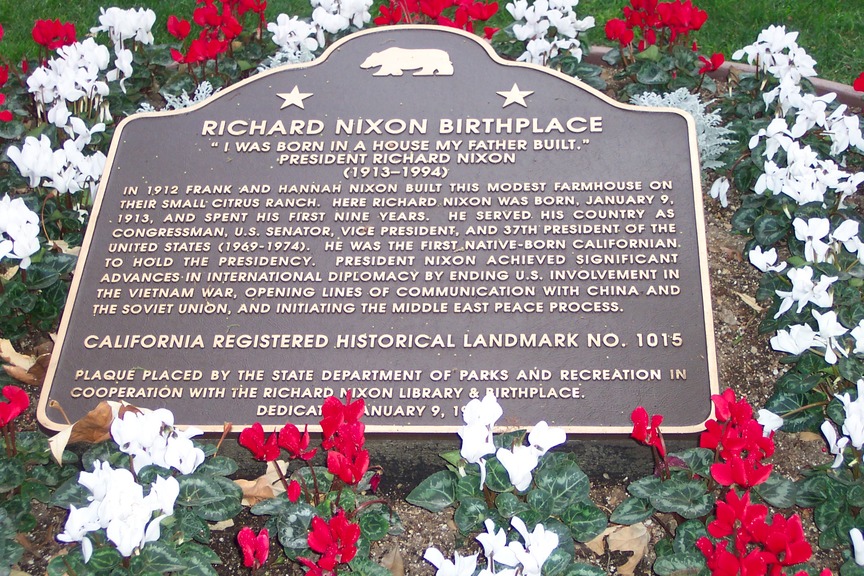 RICHARD NIXON BIRTHPLACE
"I WAS BORN IN A HOUSE MY FATHER BUILT."
PRESIDENT RICHARD NIXON
(1913–1994)
IN 1912 FRANK AND HANNAH NIXON BUILT THIS MODEST FARMHOUSE ON
THEIR SMALL CITRUS RANCH. HERE RICHARD NIXON WAS BORN, JANUARY 9,
1913, AND SPENT HIS FIRST NINE YEARS. HE SERVED HIS COUNTRY AS
CONGRESSMAN, U.S. SENATOR, VICE PRESIDENT, AND 37TH PRESIDENT OF THE
UNITED STATES (1969-1974). HE WAS THE FIRST NATIVE-BORN CALIFORNIAN
TO HOLD THE PRESIDENCY. PRESIDENT NIXON ACHIEVED SIGNIFICANT
ADVANCES IN INTERNATIONAL DIPLOMACY BY ENDING U.S. INVOLVEMENT IN
THE VIETNAM WAR, OPENING LINES OF COMMUNICATION WITH CHINA AND
THE SOVIET UNION, AND INITIATING THE MIDDLE EAST PEACE PROCESS.
CALIFORNIA REGISTERED HISTORICAL LANDMARK NO. 1015
PLAQUE PLACED BY THE STATE DEPARTMENT OF PARKS AND RECREATION IN
COOPERATION WITH THE RICHARD NIXON LIBRARY & BIRTHPLACE.
JANUARY 9,